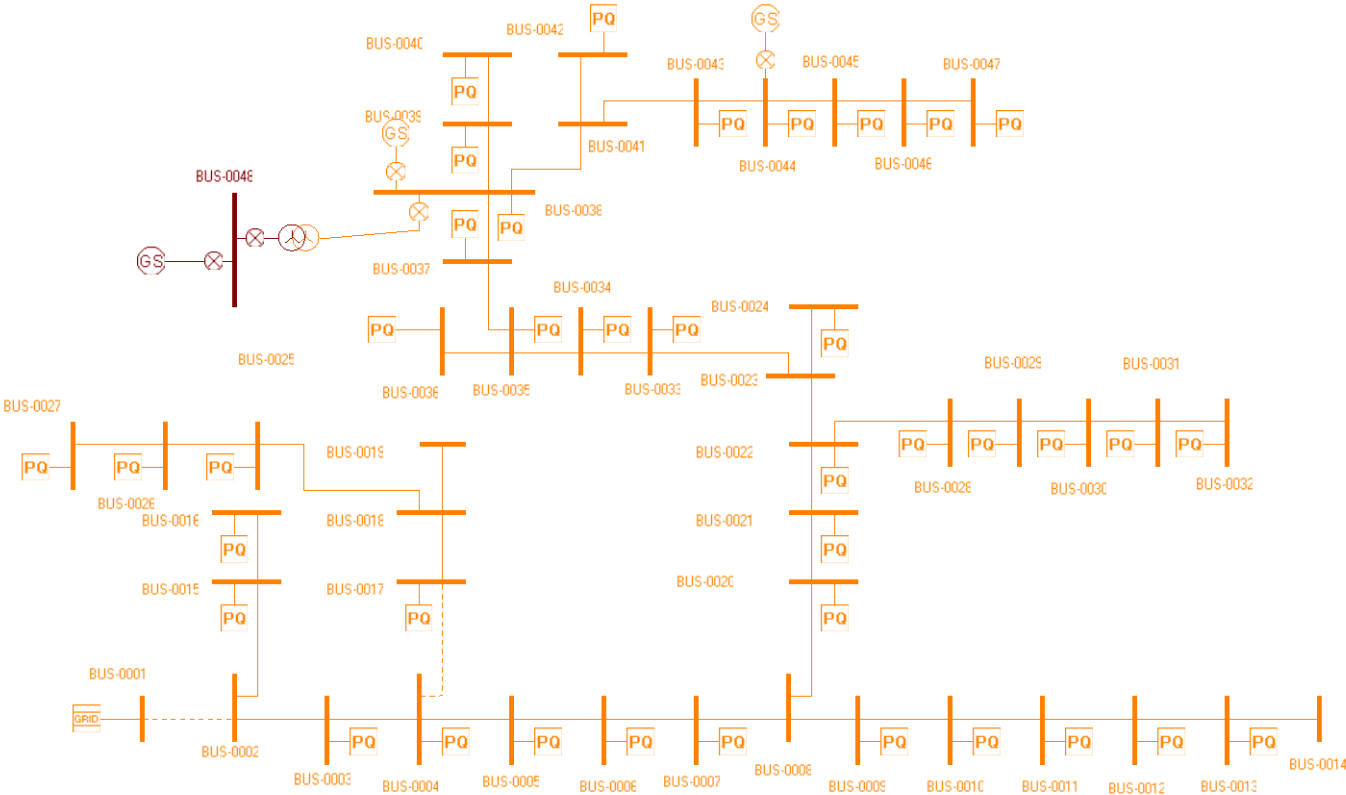 GS
PQ
BUS-0042
BUS-0040
BUS-0043
BUS-0045
BUS-0047
PQ
BUS-0039
PQ
PQ
PQ
PQ
PQ
GS
BUS-0041
PQ
BUS-0044
BUS-0046
BUS-0048
BUS-0038
PQ
PQ
GS
BUS-0037
BUS-0034
BUS-0024
PQ
PQ
PQ
PQ
PQ
BUS-0025
BUS-0029
BUS-0031
BUS-0023
BUS-0036
BUS-0035
BUS-0033
BUS-0027
BUS-0019
BUS-0022
PQ
PQ
PQ
PQ
PQ
PQ
PQ
PQ
PQ
BUS-0028
BUS-0030
BUS-0032
BUS-0026
BUS-0016
BUS-0018
BUS-0021
PQ
PQ
BUS-0015
BUS-0017
BUS-0020
PQ
PQ
PQ
BUS-0001
GRID
PQ
PQ
PQ
PQ
PQ
PQ
PQ
PQ
PQ
PQ
BUS-0002
BUS-0003
BUS-0004
BUS-0005
BUS-0006
BUS-0007
BUS-0008
BUS-0009
BUS-0010
BUS-0011
BUS-0012
BUS-0013
BUS-0014